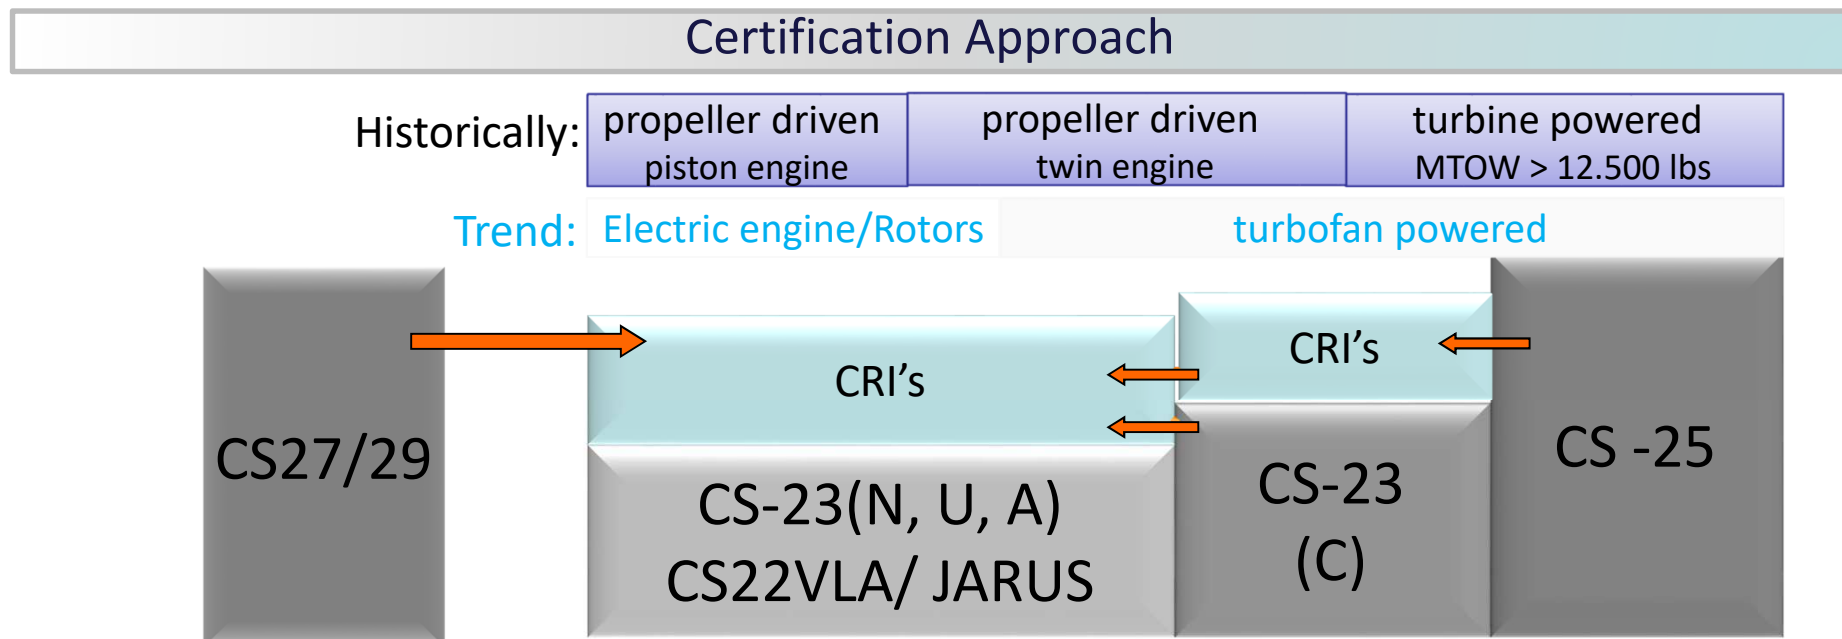 Certification Approach
Historically:
propeller driven
piston engine
propeller driven
twin engine
turbine powered
MTOW > 12.500 lbs
Trend:
Electric engine/Rotors
turbofan powered
CS27/29
CRI’s
CS-23(N, U, A)
CS22VLA/ JARUS
CRI’s
CS-23
(C)
CS -25